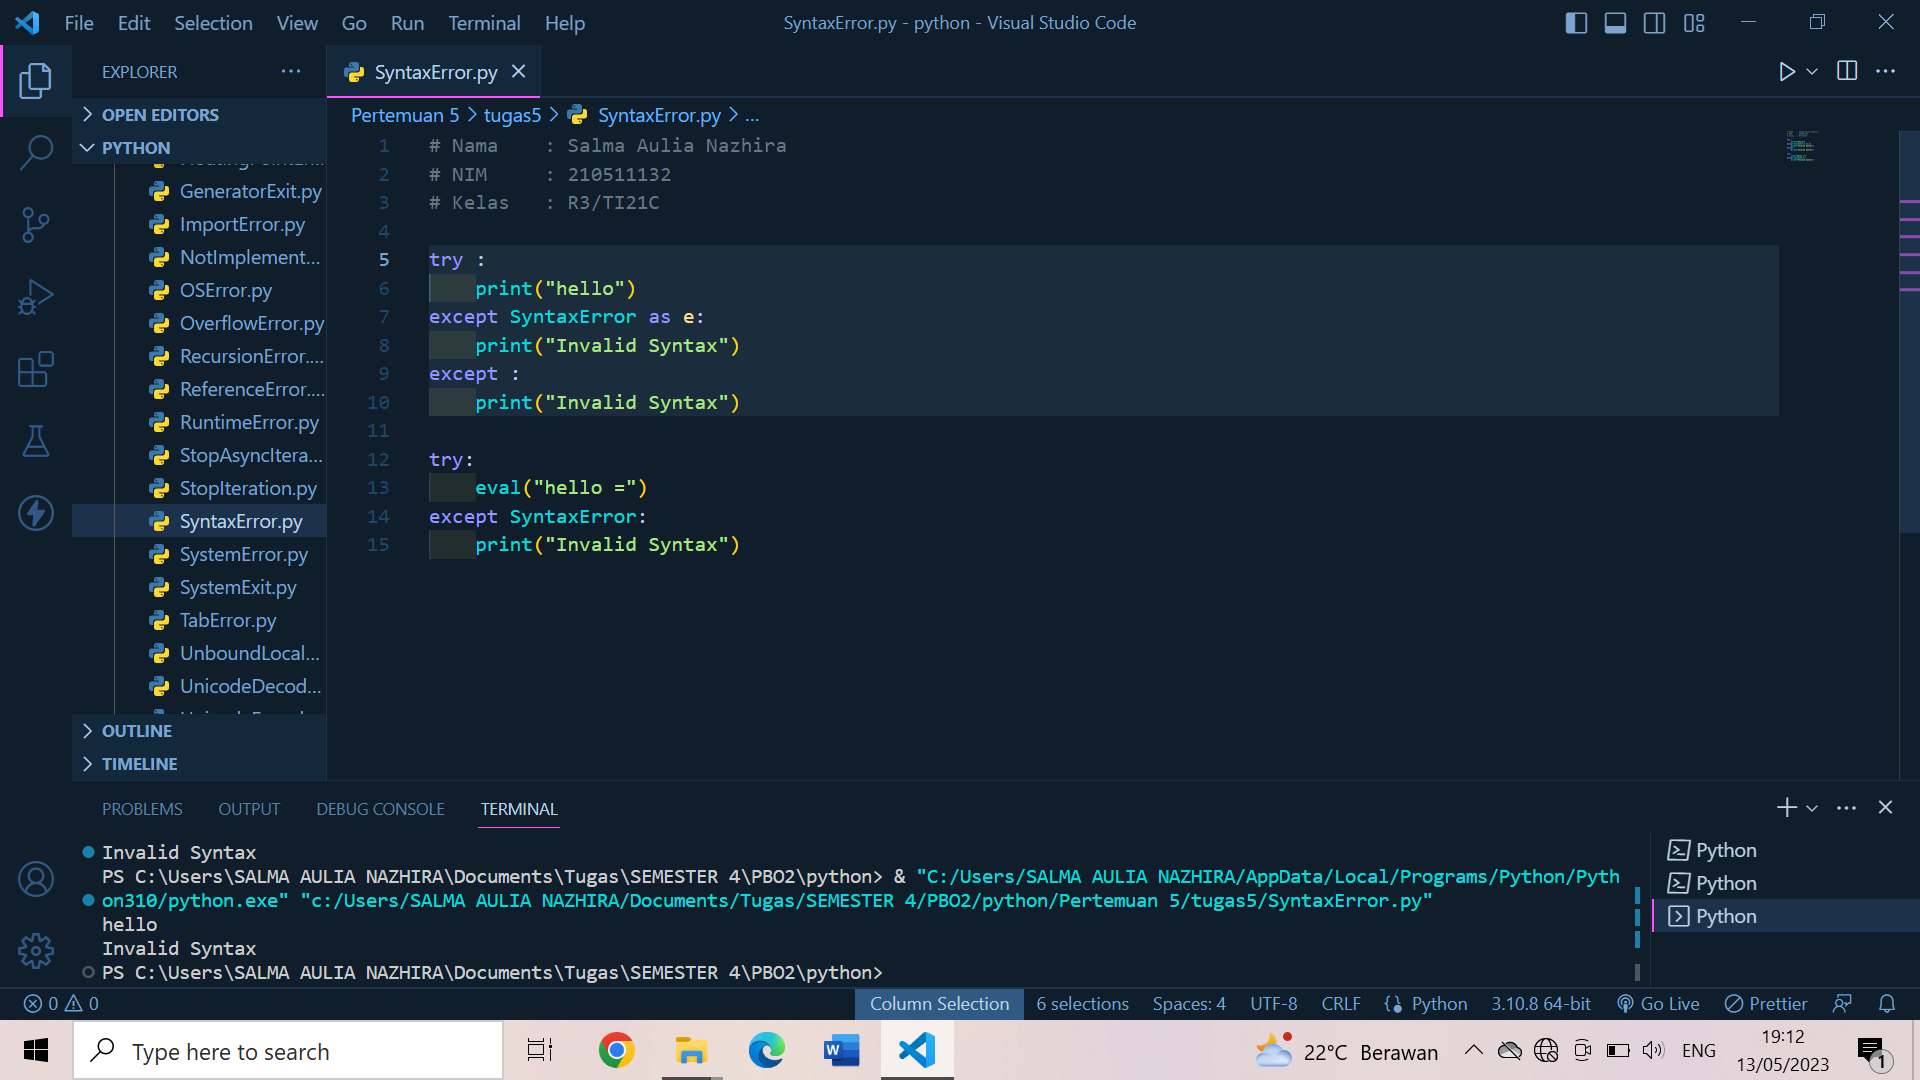 File Edit Selection View Go Run Terminal Help
SyntaxError.py - python - Visual Studio Code
EXPLORER
SyntaxError.py
OPEN EDITORS
PYTHON
GeneratorExit.py
ImportError.py
NotImplement...
OSError.py
OverflowError.py
RecursionError....
ReferenceError....
RuntimeError.py
StopAsyncItera...
StopIteration.py
SyntaxError.py
SystemError.py
SystemExit.py
TabError.py
UnboundLocal...
UnicodeDecod...
OUTLINE
TIMELINE
Pertemuan 5 > tugas5 > SyntaxError.py > ...
1 # Nama : Salma Aulia Nazhira
2 # NIM : 210511132
3 # Kelas : R3/TI21C
4
5 try :
6 print("hello")
7 except SyntaxError as e:
8 print("Invalid Syntax")
9 except :
10 print("Invalid Syntax")
11
12 try:
13 eval("hello =")
14 except SyntaxError:
15 print("Invalid Syntax")
PROBLEMS OUTPUT DEBUG CONSOLE TERMINAL
Invalid Syntax
PS C:\Users\SALMA AULIA NAZHIRA\Documents\Tugas\SEMESTER 4\PBO2\python> & "C:/Users/SALMA AULIA NAZHIRA/AppData/Local/Programs/Python/Pyth
on310/python.exe" "c:/Users/SALMA AULIA NAZHIRA/Documents/Tugas/SEMESTER 4/PBO2/python/Pertemuan 5/tugas5/SyntaxError.py"
hello
Invalid Syntax
PS C:\Users\SALMA AULIA NAZHIRA\Documents\Tugas\SEMESTER 4\PBO2\python>
Python
Python
Python
0 0
Column Selection 6 selections Spaces: 4 UTF-8 CRLF Python 3.10.8 64-bit Go Live Prettier
Type here to search
W
22°C Berawan
ENG
19:12
13/05/2023
1